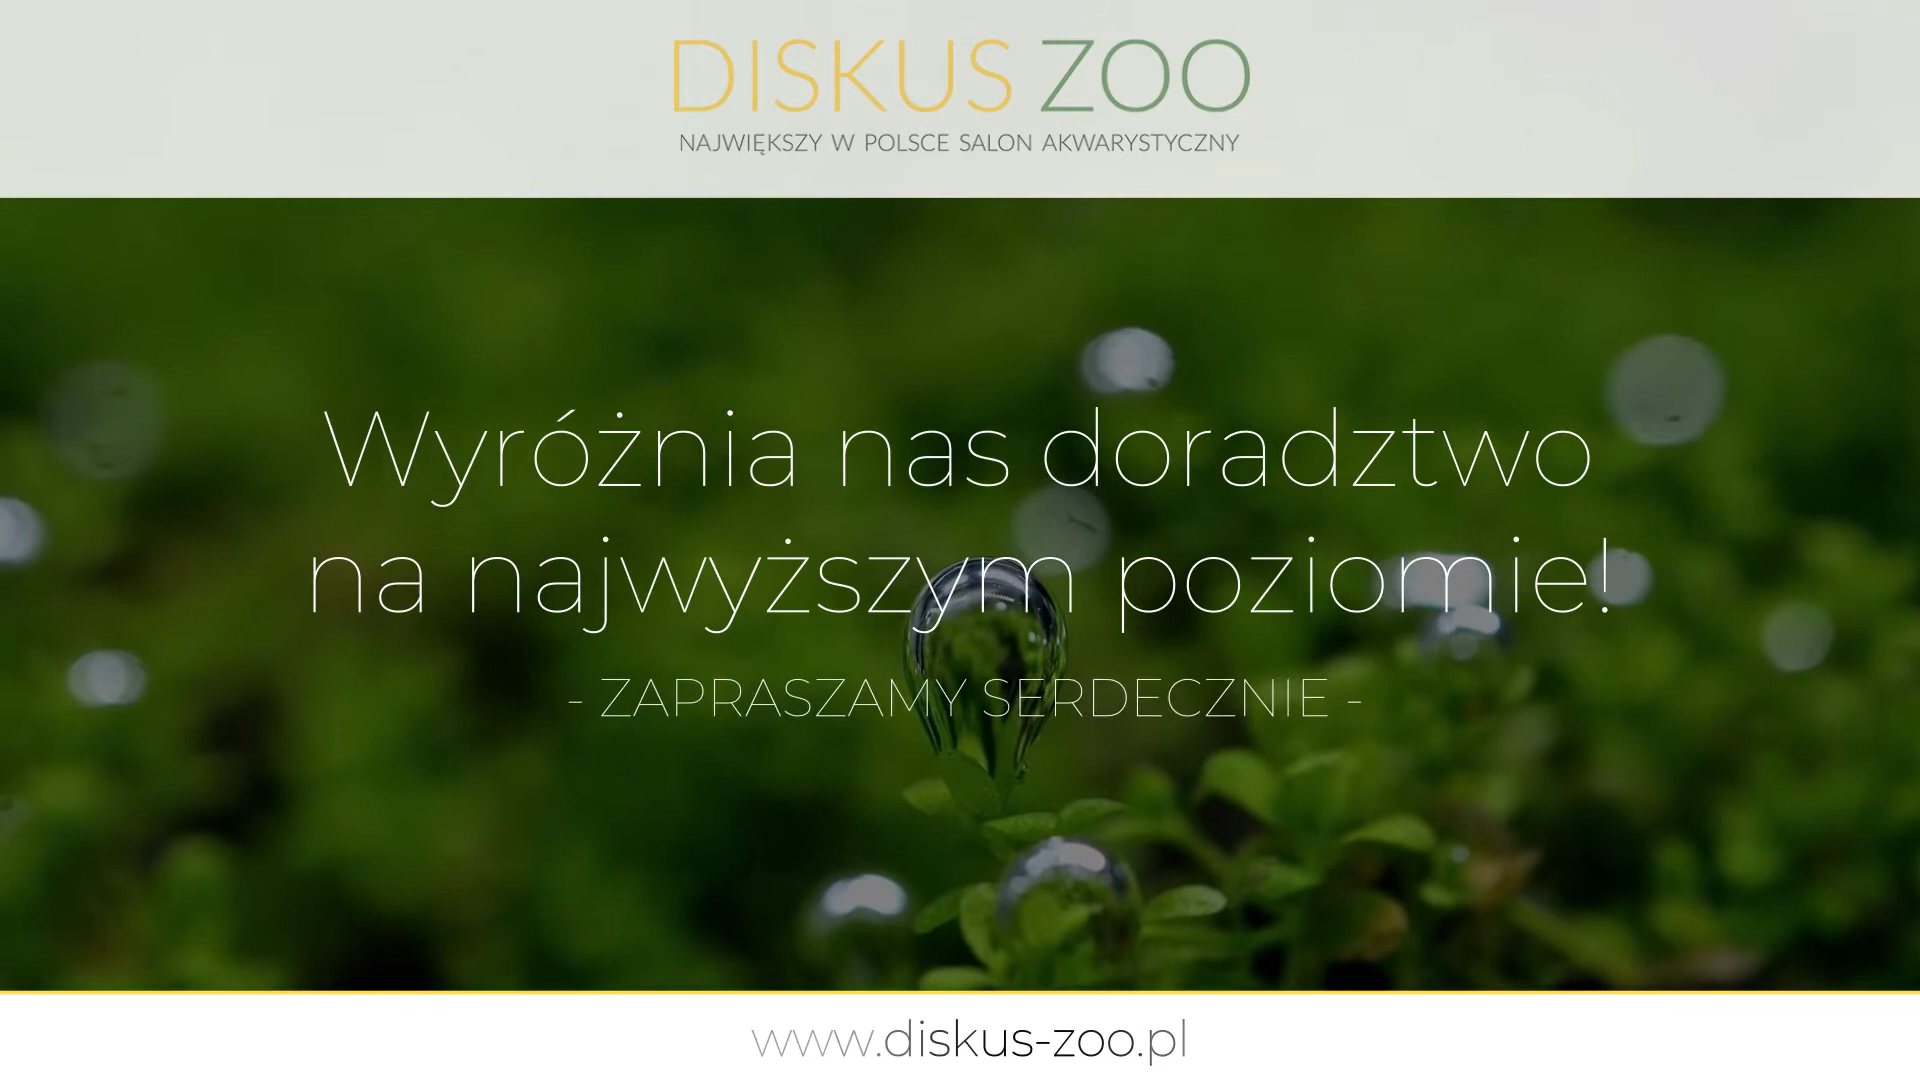 DISKUS ZOO
NAJWIĘKSZY W POLSCE SALON AKWARYSTYCZNY
Wyróżnia nas doradztwo
na najwyższym poziomie!
- ZAPRASZAMY SERDECZNIE -
www.diskus-zoo.pl